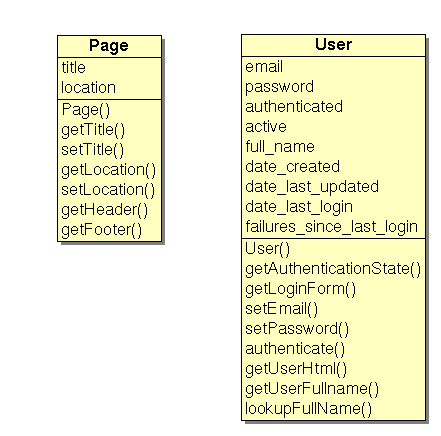 Page
title
location
Page()
getTitle()
setTitle()
getLocation()
setLocation()
getHeader()
getFooter()
User
email
password
authenticated
active
full_name
date_created
date_last_updated
date_last_login
failures_since_last_login
User()
getAuthenticationState()
getLoginForm()
setEmail()
setPassword()
authenticate()
getUserHtml()
getUserFullname()
lookupFullName()